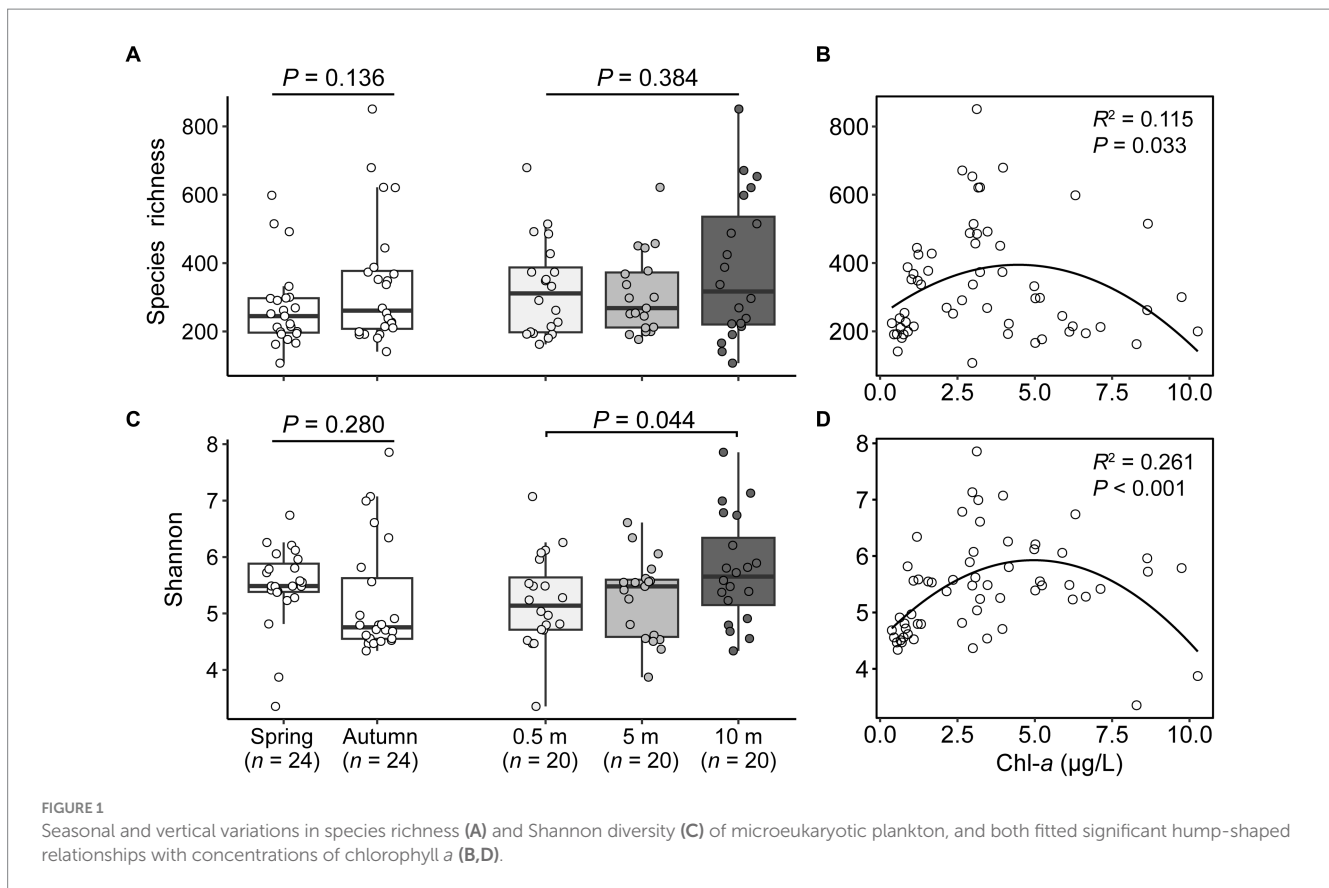 A
P = 0.136
P = 0.384
Species richness
800
600
400
200
B
R² = 0.115
P = 0.033
800
600
400
200
0.0 2.5 5.0 7.5 10.0
C
P = 0.280
P = 0.044
Shannon
8
7
6
5
4
Spring
(n = 24)
Autumn
(n = 24)
0.5 m
(n = 20)
5 m
(n = 20)
10 m
(n = 20)
D
R² = 0.261
P < 0.001
8
7
6
5
4
0.0 2.5 5.0 7.5 10.0
Chl-a (µg/L)
FIGURE 1
Seasonal and vertical variations in species richness (A) and Shannon diversity (C) of microeukaryotic plankton, and both fitted significant hump-shaped
relationships with concentrations of chlorophyll a (B,D).